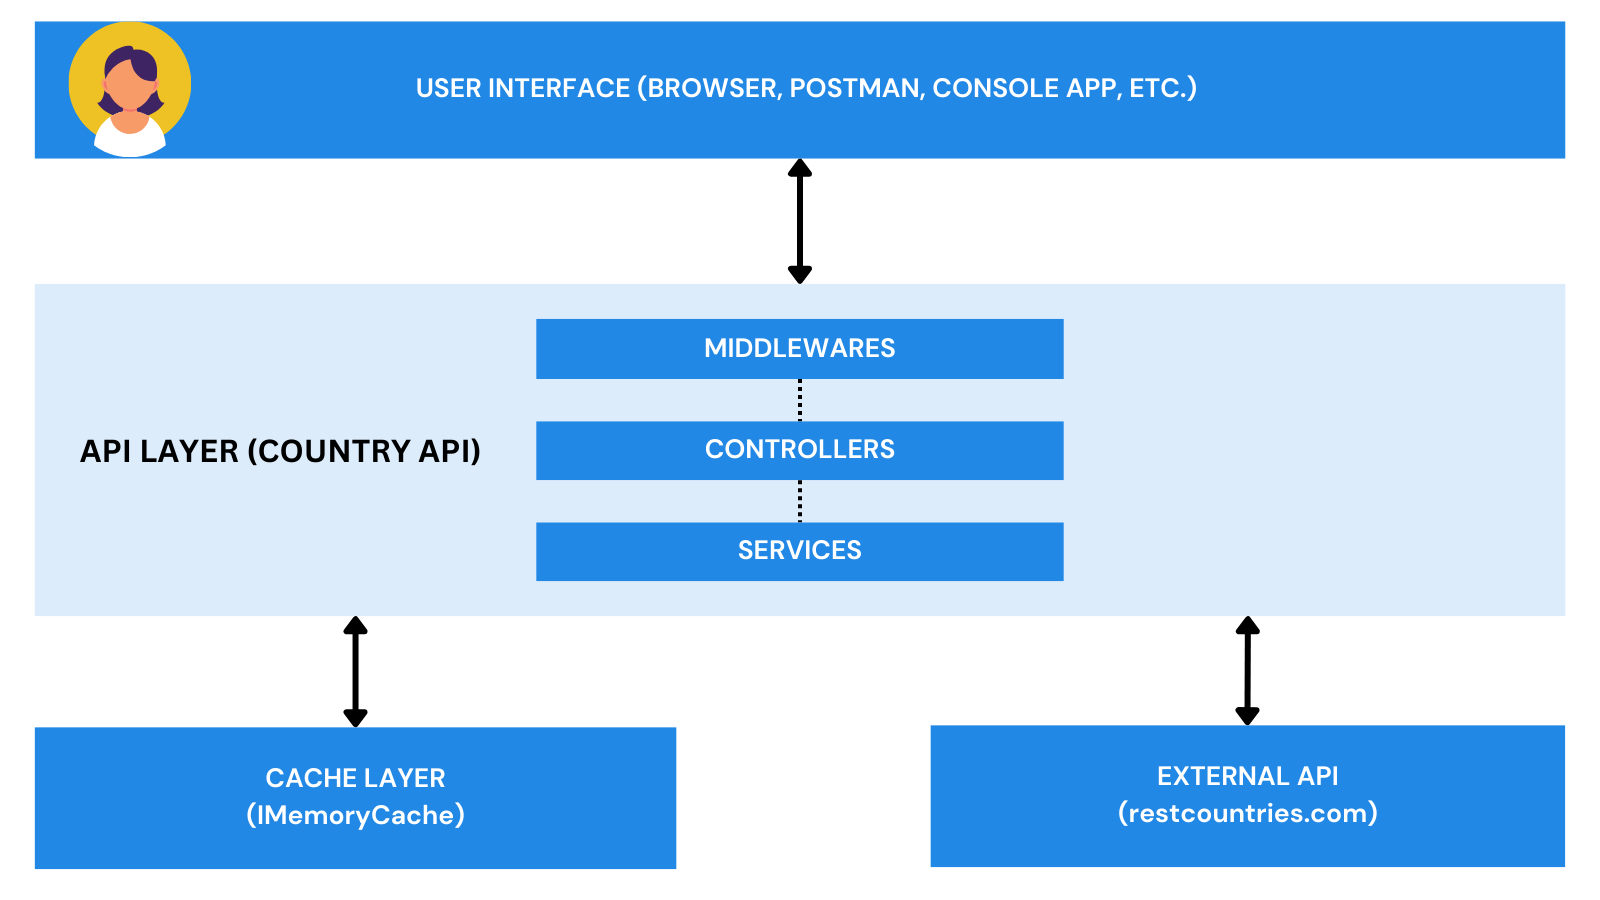 USER INTERFACE (BROWSER, POSTMAN, CONSOLE APP, ETC.)
MIDDLEWARES
API LAYER (COUNTRY API)
CONTROLLERS
SERVICES
CACHE LAYER
(IMemoryCache)
EXTERNAL API
(restcountries.com)